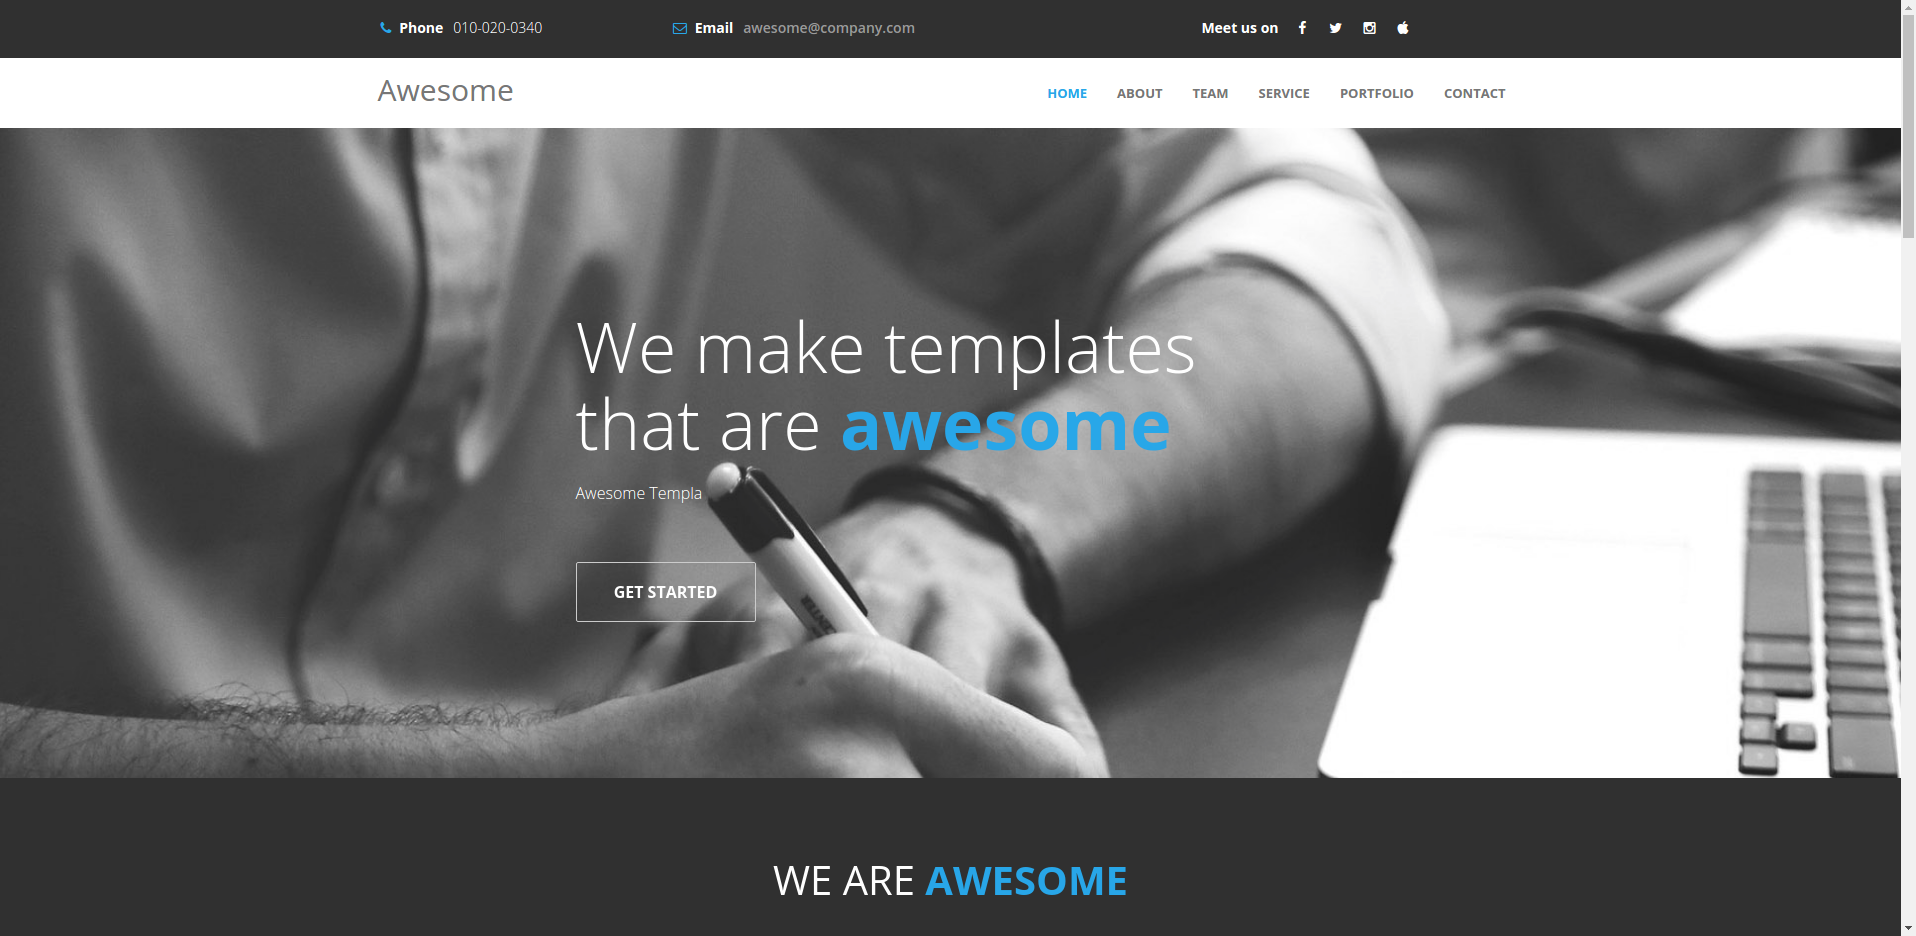 Phone 010-020-0340
Email awesome@company.com
Meet us on
Awesome
HOME ABOUT TEAM SERVICE PORTFOLIO CONTACT
We make templates
that are awesome
Awesome Templa
GET STARTED
WE ARE AWESOME